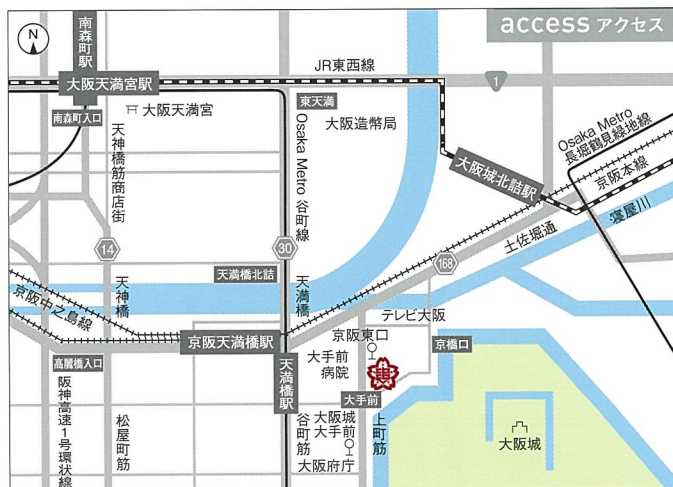 access アクセス
N
南森町駅
JR東西線
大阪天満宮駅
1
大阪天満宮
東天満
南森町入口
大阪造幣局
Osaka Metro 谷町線
天神橋筋商店街
Osaka Metro
長堀鶴見緑地線
京阪本線
大阪城北詰駅
寝屋川
土佐堀通
14
30
168
天満橋北詰
天神橋
天満橋
京阪中之島線
テレビ大阪
京阪東口
京阪天満橋駅
京橋口
高麗橋入口
天満橋駅
大手前
病院
大手前
阪神高速1号環状線
松屋町筋
谷町筋
大阪城
大手前
上町筋
大阪城
大阪府庁